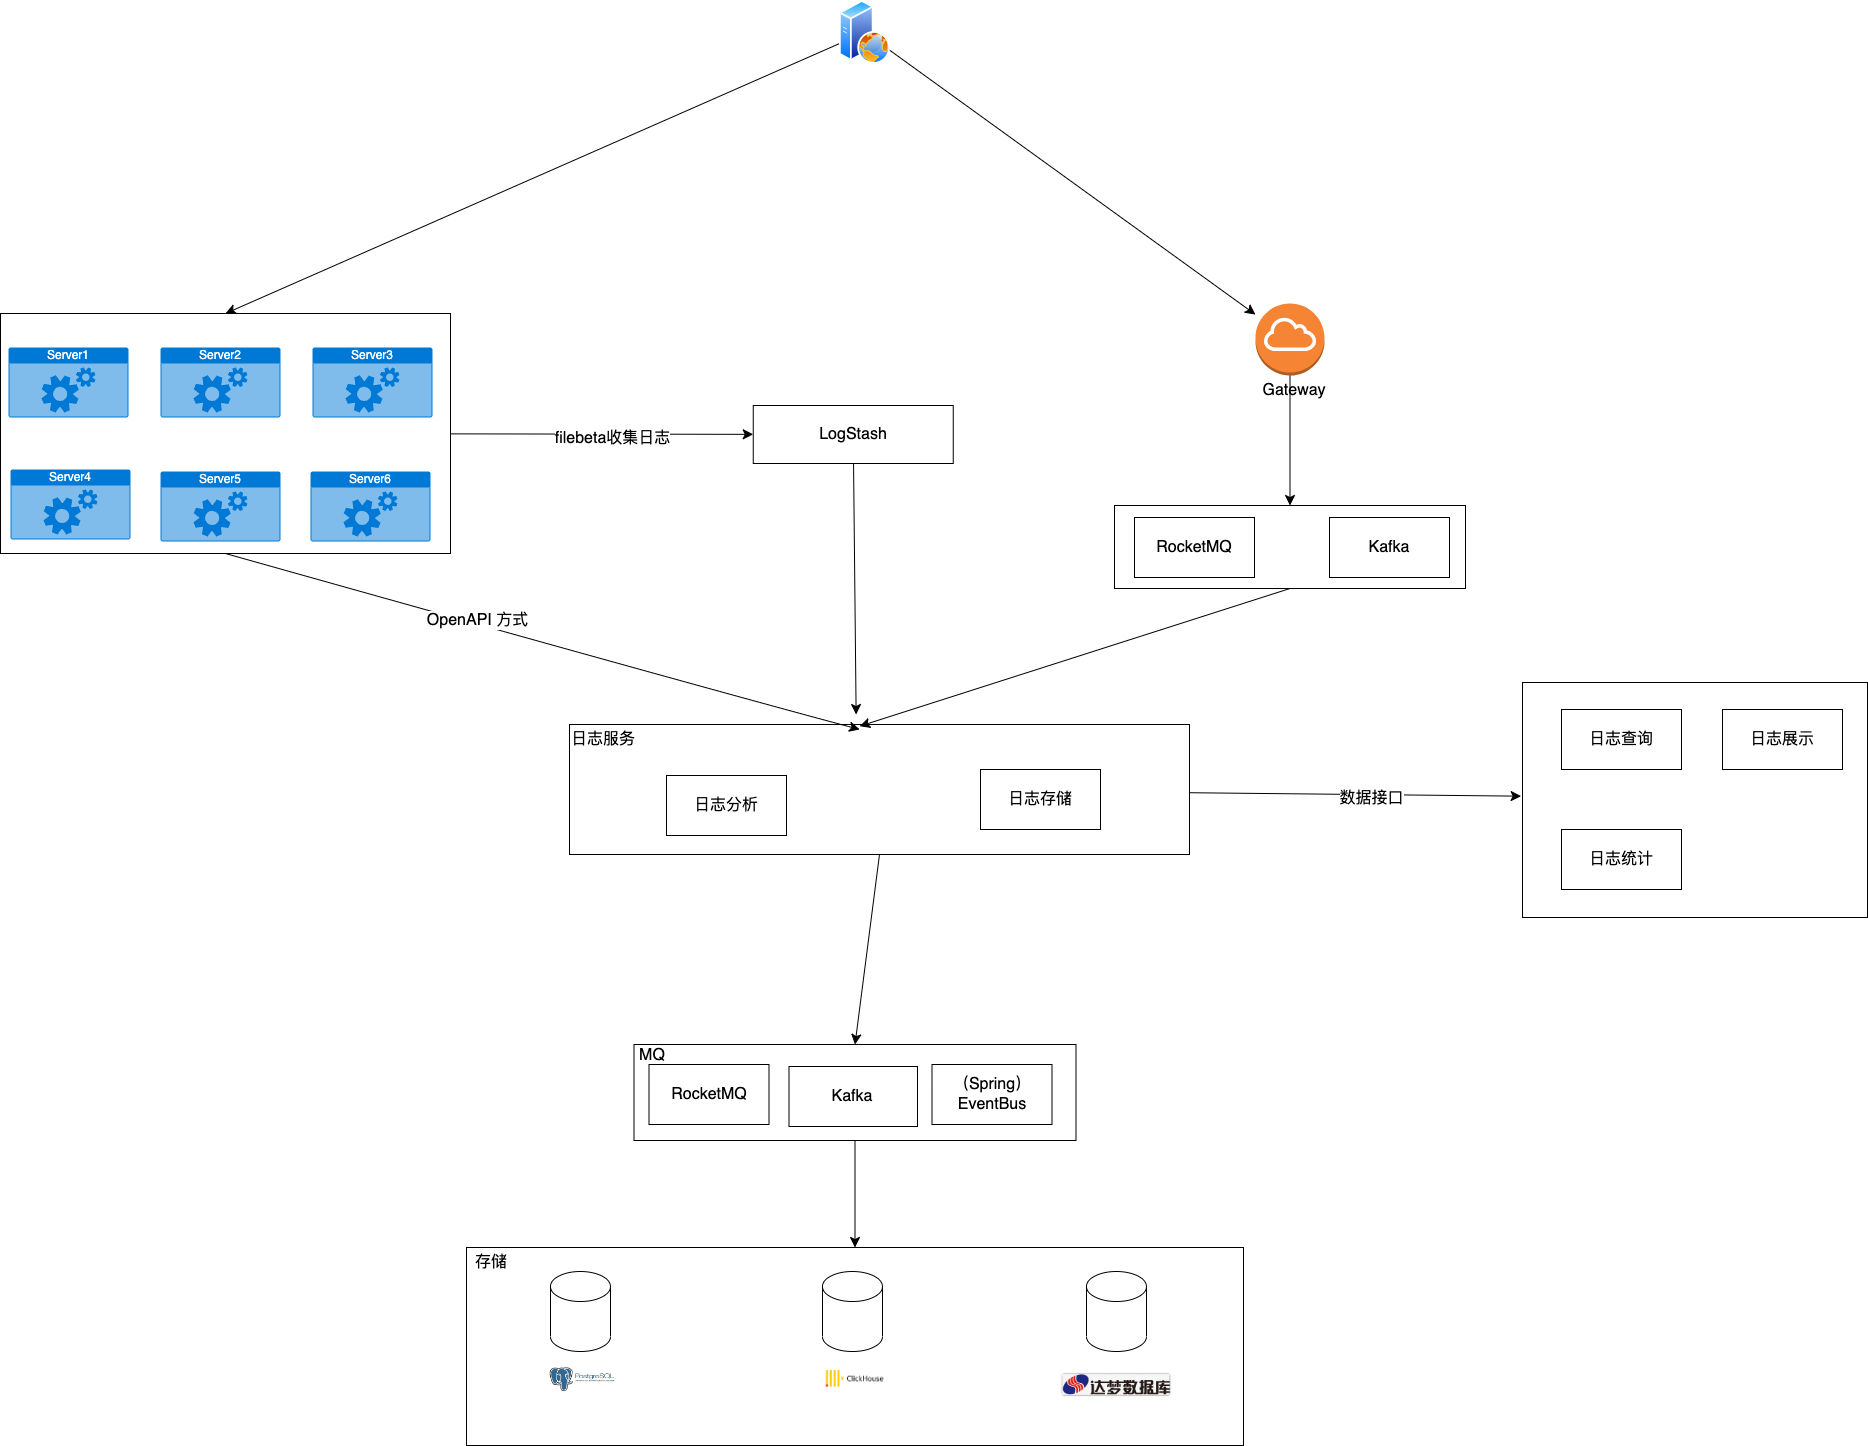 Server1
Server2
Server3
Server4
Server5
Server6
filebeta收集日志
LogStash
Gateway
RocketMQ
Kafka
OpenAPI 方式
日志服务
日志分析
日志存储
数据接口
日志查询
日志展示
日志统计
MQ
RocketMQ
Kafka
（Spring）
EventBus
存储
PostgreSQL
ClickHouse
达梦数据库